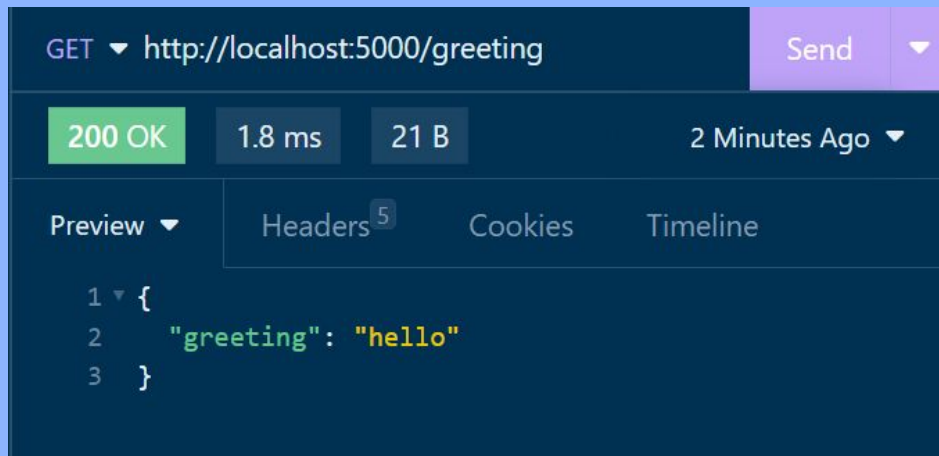 GET http://localhost:5000/greeting Send
200 OK 1.8 ms 21 B 2 Minutes Ago
Preview Headers 5 Cookies Timeline
1 {
2 "greeting": "hello"
3 }